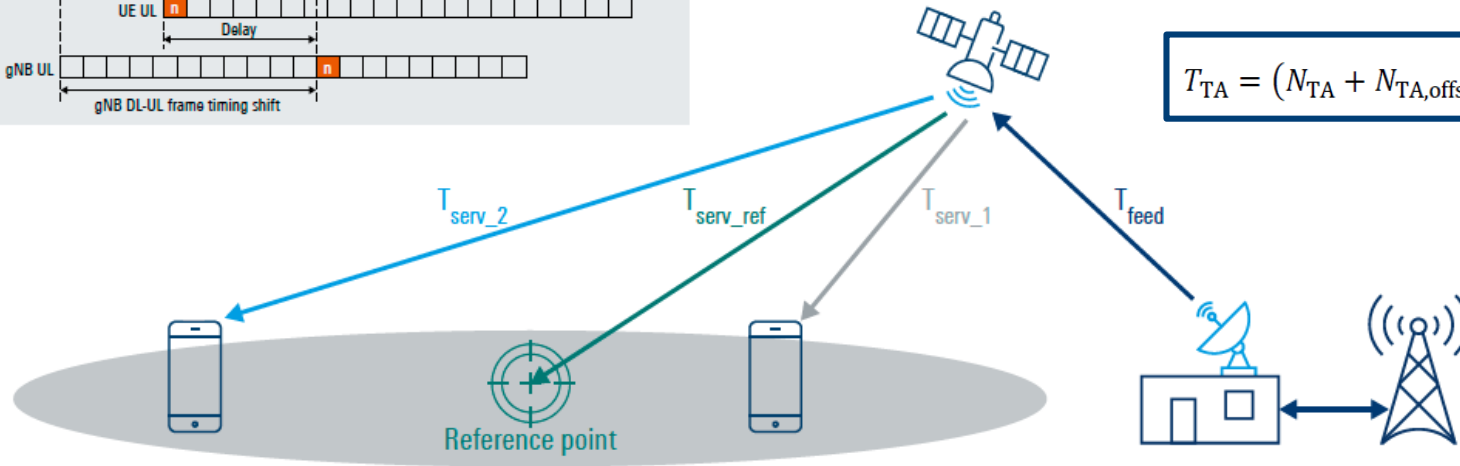 UE UL n
Delay
gNB UL n
gNB DL-UL frame timing shift
T_TA = (N_TA + N_TA,offs
T_serv_2
T_serv_ref
T_serv_1
T_feed
Reference point